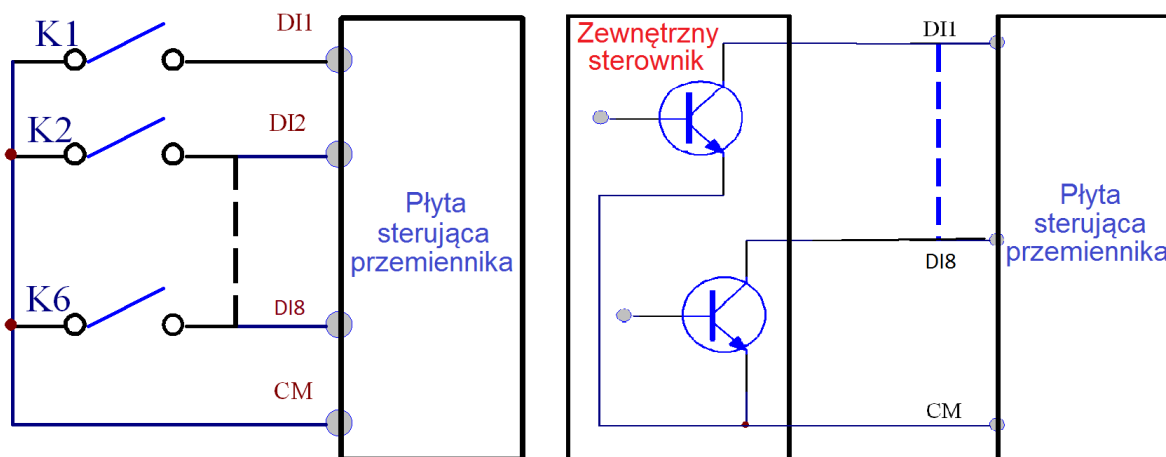 K1
DI1
K2
DI2
Płyta
sterująca
przemiennika
K6
DI8
CM
Zewnętrzny
sterownik
DI1
Płyta
sterująca
przemiennika
DI8
CM